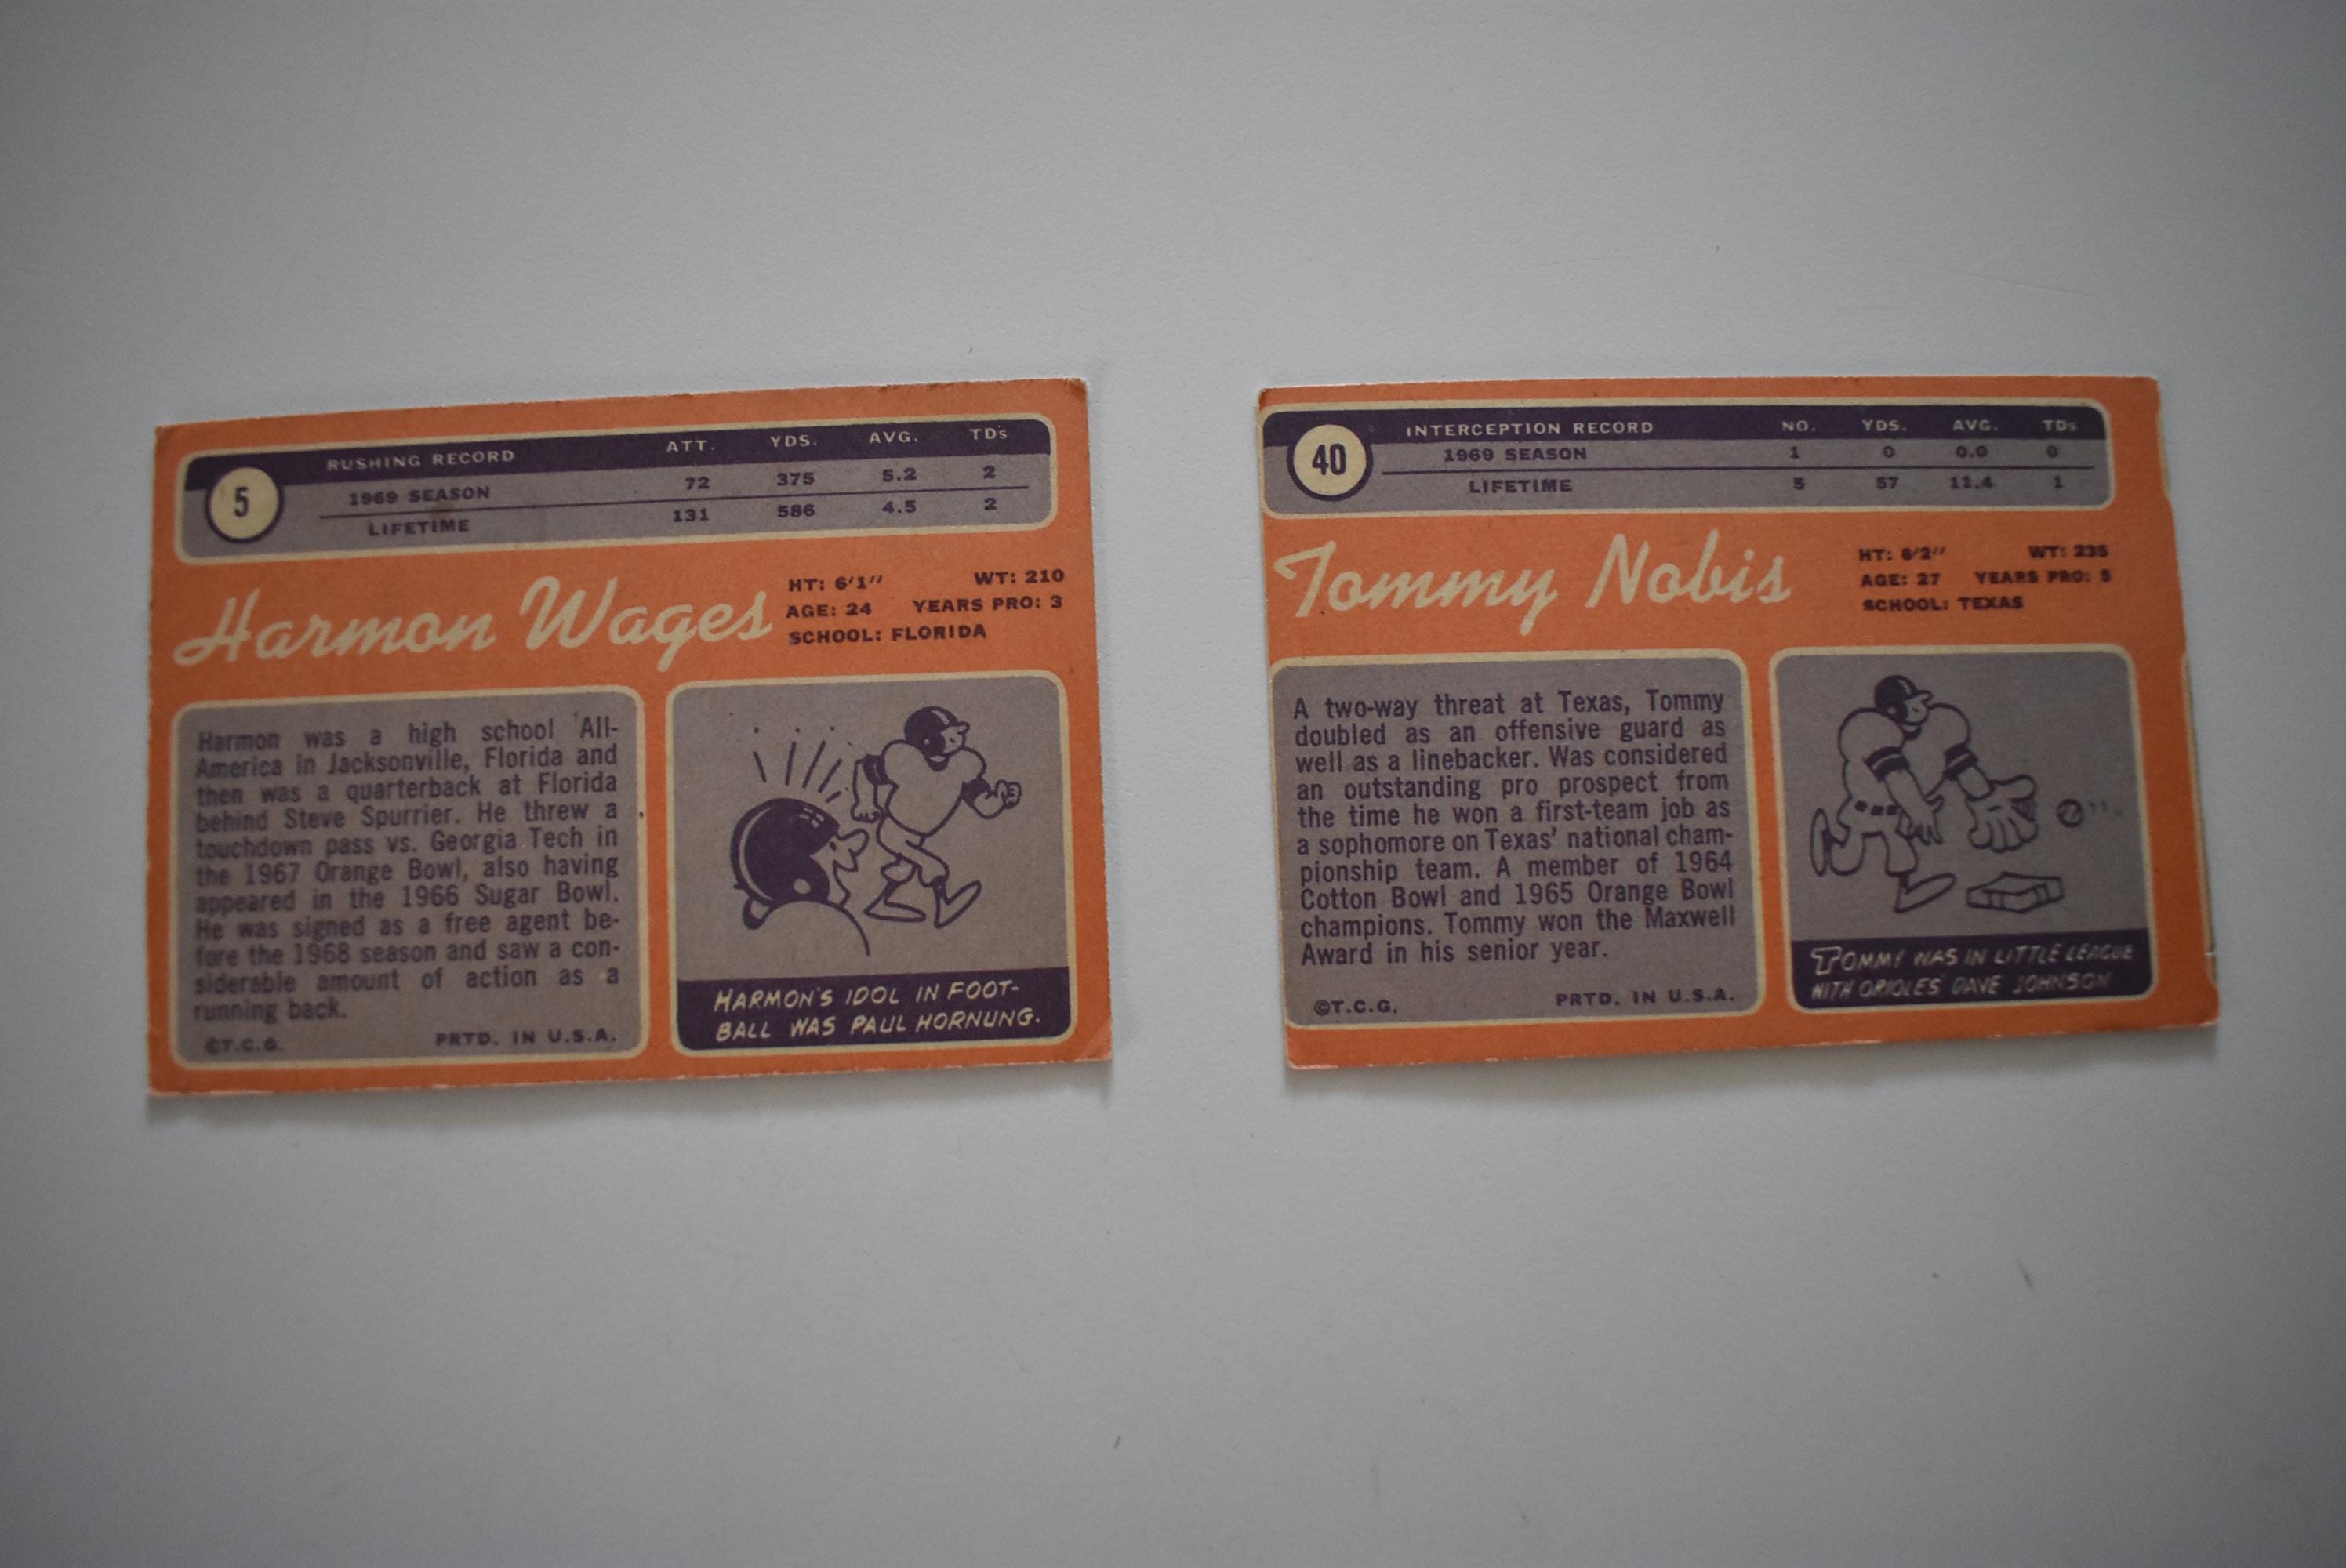 5
RUSHING RECORD ATT. YDS. AVG. TDs
1969 SEASON 72 375 5.2 2
LIFETIME 131 586 4.5 2
Harmon Wages
HT: 6'1'' WT: 210
AGE: 24 YEARS PRO: 3
SCHOOL: FLORIDA
Harmon was a high school All-
America in Jacksonville, Florida and
then was a quarterback at Florida
behind Steve Spurrier. He threw a
touchdown pass vs. Georgia Tech in
the 1967 Orange Bowl, also having
appeared in the 1966 Sugar Bowl.
He was signed as a free agent be-
fore the 1968 season and saw a con-
siderable amount of action as a
running back.
©T.C.G. PRTD. IN U.S.A.
HARMON'S IDOL IN FOOT-
BALL WAS PAUL HORNUNG.
40
INTERCEPTION RECORD NO. YDS. AVG. TDs
1969 SEASON 1 0 0.0 0
LIFETIME 5 57 11.4 1
Tommy Nobis
HT: 6'2'' WT: 235
AGE: 27 YEARS PRO: 5
SCHOOL: TEXAS
A two-way threat at Texas, Tommy
doubled as an offensive guard as
well as a linebacker. Was considered
an outstanding pro prospect from
the time he won a first-team job as
a sophomore on Texas' national cham-
pionship team. A member of 1964
Cotton Bowl and 1965 Orange Bowl
champions. Tommy won the Maxwell
Award in his senior year.
©T.C.G. PRTD. IN U.S.A.
TOMMY WAS IN LITTLE LEAGUE
WITH ORIOLES' DAVE JOHNSON